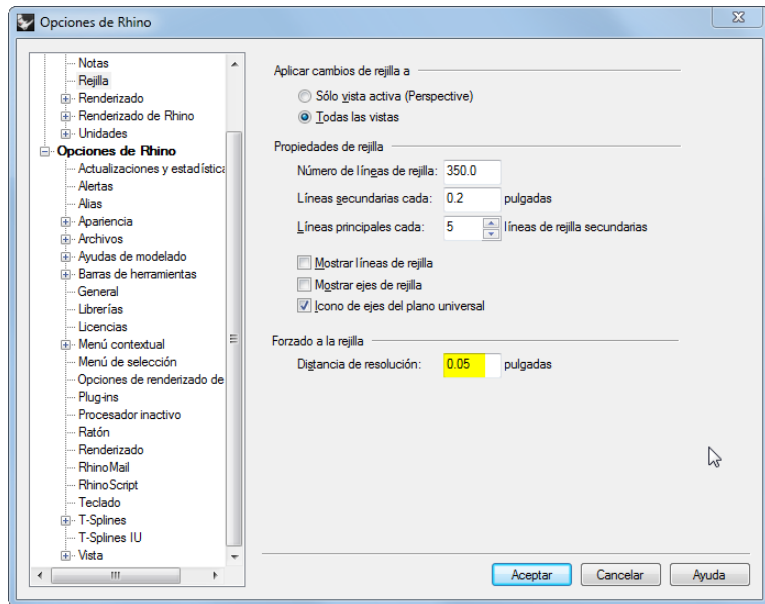 Opciones de Rhino
Notas
Rejilla
Renderizado
Renderizado de Rhino
Unidades
Opciones de Rhino
Actualizaciones y estadística
Alertas
Alias
Apariencia
Archivos
Ayudas de modelado
Barras de herramientas
General
Librerías
Licencias
Menú contextual
Menú de selección
Opciones de renderizado de
Plug-ins
Procesador inactivo
Ratón
Renderizado
RhinoMail
RhinoScript
Teclado
T-Splines
T-Splines IU
Vista
Aplicar cambios de rejilla a
Sólo vista activa (Perspective)
Todas las vistas
Propiedades de rejilla
Número de líneas de rejilla: 350.0
Líneas secundarias cada: 0.2 pulgadas
Líneas principales cada: 5 líneas de rejilla secundarias
Mostrar líneas de rejilla
Mostrar ejes de rejilla
Icono de ejes del plano universal
Forzado a la rejilla
Distancia de resolución: 0.05 pulgadas
Aceptar Cancelar Ayuda